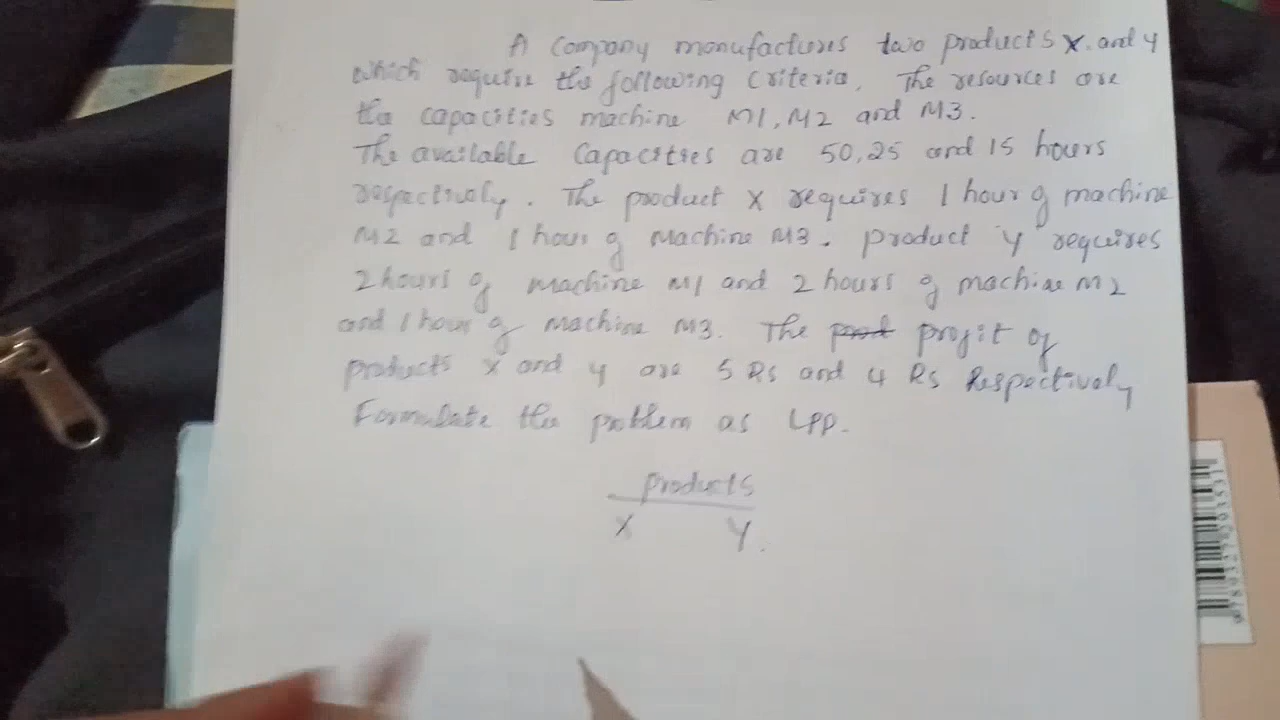 A Company manufactures two products X and y
which require the following Criteria. The resources are
the capacities machine M1, M2 and M3.
The available Capacities are 50, 25 and 15 hours
respectively. The product X requires 1 hour of machine
M2 and 1 hour of Machine M3. product y requires
2 hours of machine M1 and 2 hours of machine M2
and 1 hour of machine M3. The prod profit of
products X and y are 5 Rs and 4 Rs Respectively
Formulate the problem as LPP.
products
X y.